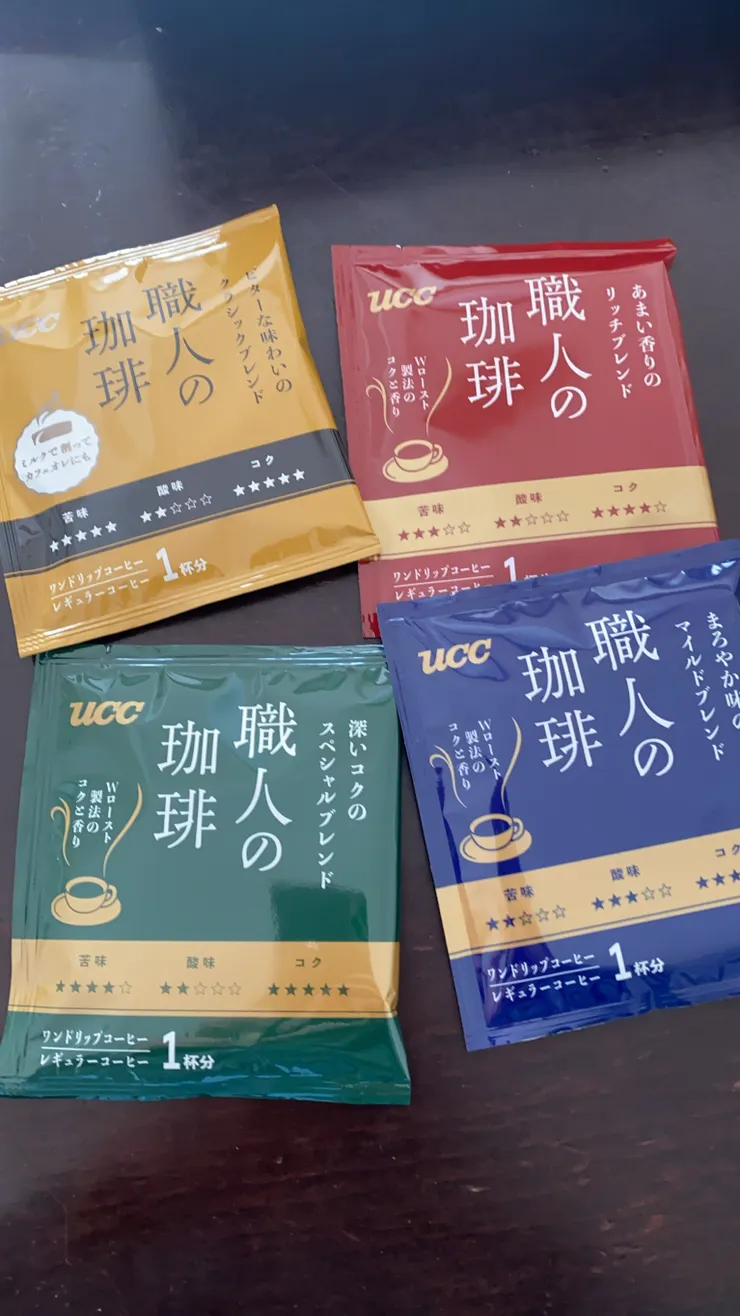 ucc
ビターな味わいの
クラシックブレンド
職人の
珈琲
ミルクで割って
カフェオレにも
苦味
酸味
コク
★★★★★
★★☆☆☆
★★★★★
ワンドリップコーヒー
レギュラーコーヒー
1杯分
ucc
あまい香りの
リッチブレンド
職人の
珈琲
Wロースト
製法の
コクと香り
苦味
酸味
コク
★★★☆☆
★★☆☆☆
★★★★☆
ワンドリップコーヒー
レギュラーコーヒー
1杯分
ucc
深いコクの
スペシャルブレンド
職人の
珈琲
Wロースト
製法の
コクと香り
苦味
酸味
コク
★★★★☆
★★☆☆☆
★★★★★
ワンドリップコーヒー
レギュラーコーヒー
1杯分
ucc
まろやか味の
マイルドブレンド
職人の
珈琲
Wロースト
製法の
コクと香り
苦味
酸味
コク
★★☆☆☆
★★★☆☆
★★★
ワンドリップコーヒー
レギュラーコーヒー
1杯分